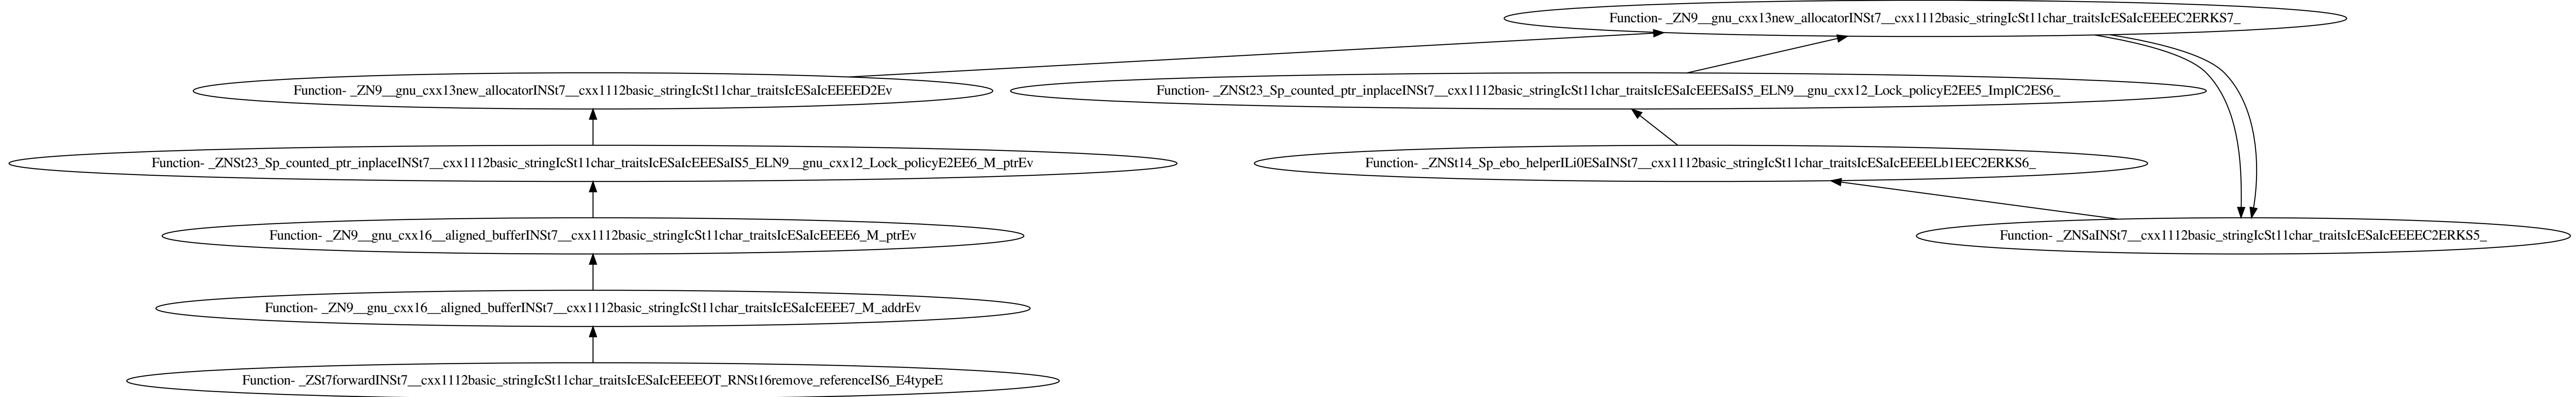 Function- _ZN9__gnu_cxx13new_allocatorINSt7__cxx1112basic_stringIcSt11char_traitsIcESaIcEEEEC2ERKS7_
Function- _ZN9__gnu_cxx13new_allocatorINSt7__cxx1112basic_stringIcSt11char_traitsIcESaIcEEEED2Ev
Function- _ZNSt23_Sp_counted_ptr_inplaceINSt7__cxx1112basic_stringIcSt11char_traitsIcESaIcEEESaIS5_ELN9__gnu_cxx12_Lock_policyE2EE5_ImplC2ES6_
Function- _ZNSt23_Sp_counted_ptr_inplaceINSt7__cxx1112basic_stringIcSt11char_traitsIcESaIcEEESaIS5_ELN9__gnu_cxx12_Lock_policyE2EE6_M_ptrEv
Function- _ZNSt14_Sp_ebo_helperILi0ESaINSt7__cxx1112basic_stringIcSt11char_traitsIcESaIcEEEELb1EEC2ERKS6_
Function- _ZN9__gnu_cxx16__aligned_bufferINSt7__cxx1112basic_stringIcSt11char_traitsIcESaIcEEEE6_M_ptrEv
Function- _ZNSaINSt7__cxx1112basic_stringIcSt11char_traitsIcESaIcEEEEC2ERKS5_
Function- _ZN9__gnu_cxx16__aligned_bufferINSt7__cxx1112basic_stringIcSt11char_traitsIcESaIcEEEE7_M_addrEv
Function- _ZSt7forwardINSt7__cxx1112basic_stringIcSt11char_traitsIcESaIcEEEEOT_RNSt16remove_referenceIS6_E4typeE